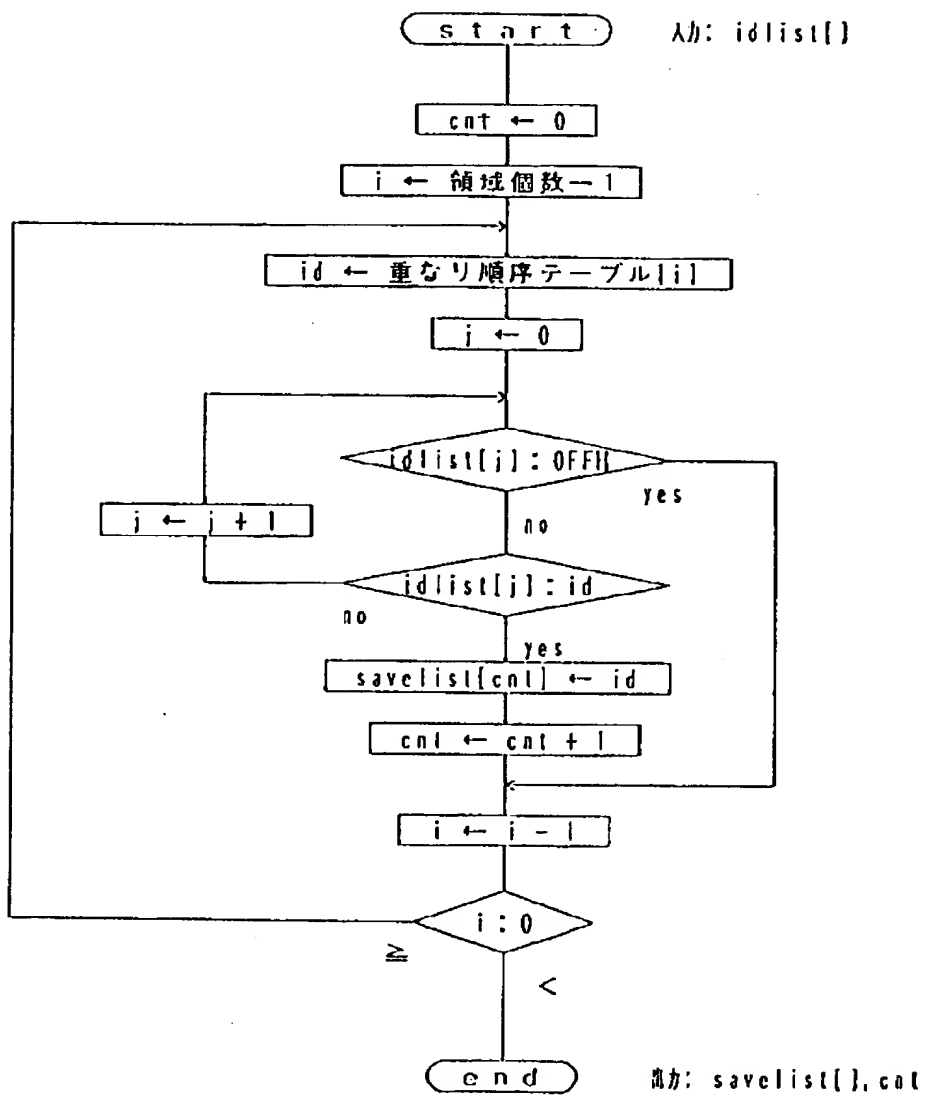 start
入力: idlist[]
cnt ← 0
i ← 領域個数－1
id ← 重なり順序テーブル[i]
j ← 0
idlist[j]:0FFH
yes
j ← j+1
no
idlist[j]:id
no
yes
savelist[cnt] ← id
cnt ← cnt+1
i ← i-1
i:0
≧
<
end
出力: savelist[],cnt